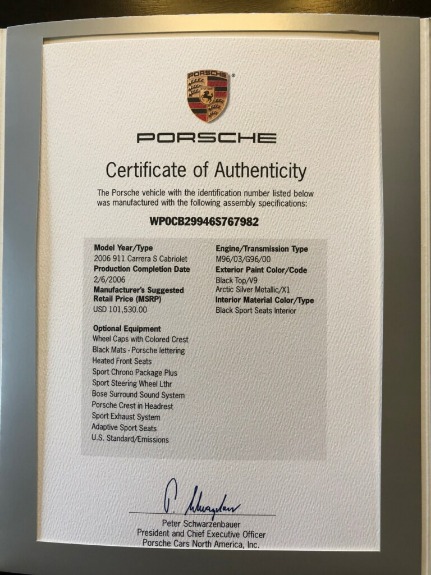 PORSCHE
PORSCHE
Certificate of Authenticity
The Porsche vehicle with the identification number listed below
was manufactured with the following assembly specifications:
WP0CB29946S767982
Model Year/Type
2006 911 Carrera S Cabriolet
Production Completion Date
2/6/2006
Manufacturer's Suggested
Retail Price (MSRP)
USD 101,530.00
Engine/Transmission Type
M96/03/G96/00
Exterior Paint Color/Code
Black Top/V9
Arctic Silver Metallic/X1
Interior Material Color/Type
Black Sport Seats Interior
Optional Equipment
Wheel Caps with Colored Crest
Black Mats - Porsche lettering
Heated Front Seats
Sport Chrono Package Plus
Sport Steering Wheel Lthr
Bose Surround Sound System
Porsche Crest in Headrest
Sport Exhaust System
Adaptive Sport Seats
U.S. Standard/Emissions
P. Schwarzenbauer
Peter Schwarzenbauer
President and Chief Executive Officer
Porsche Cars North America, Inc.